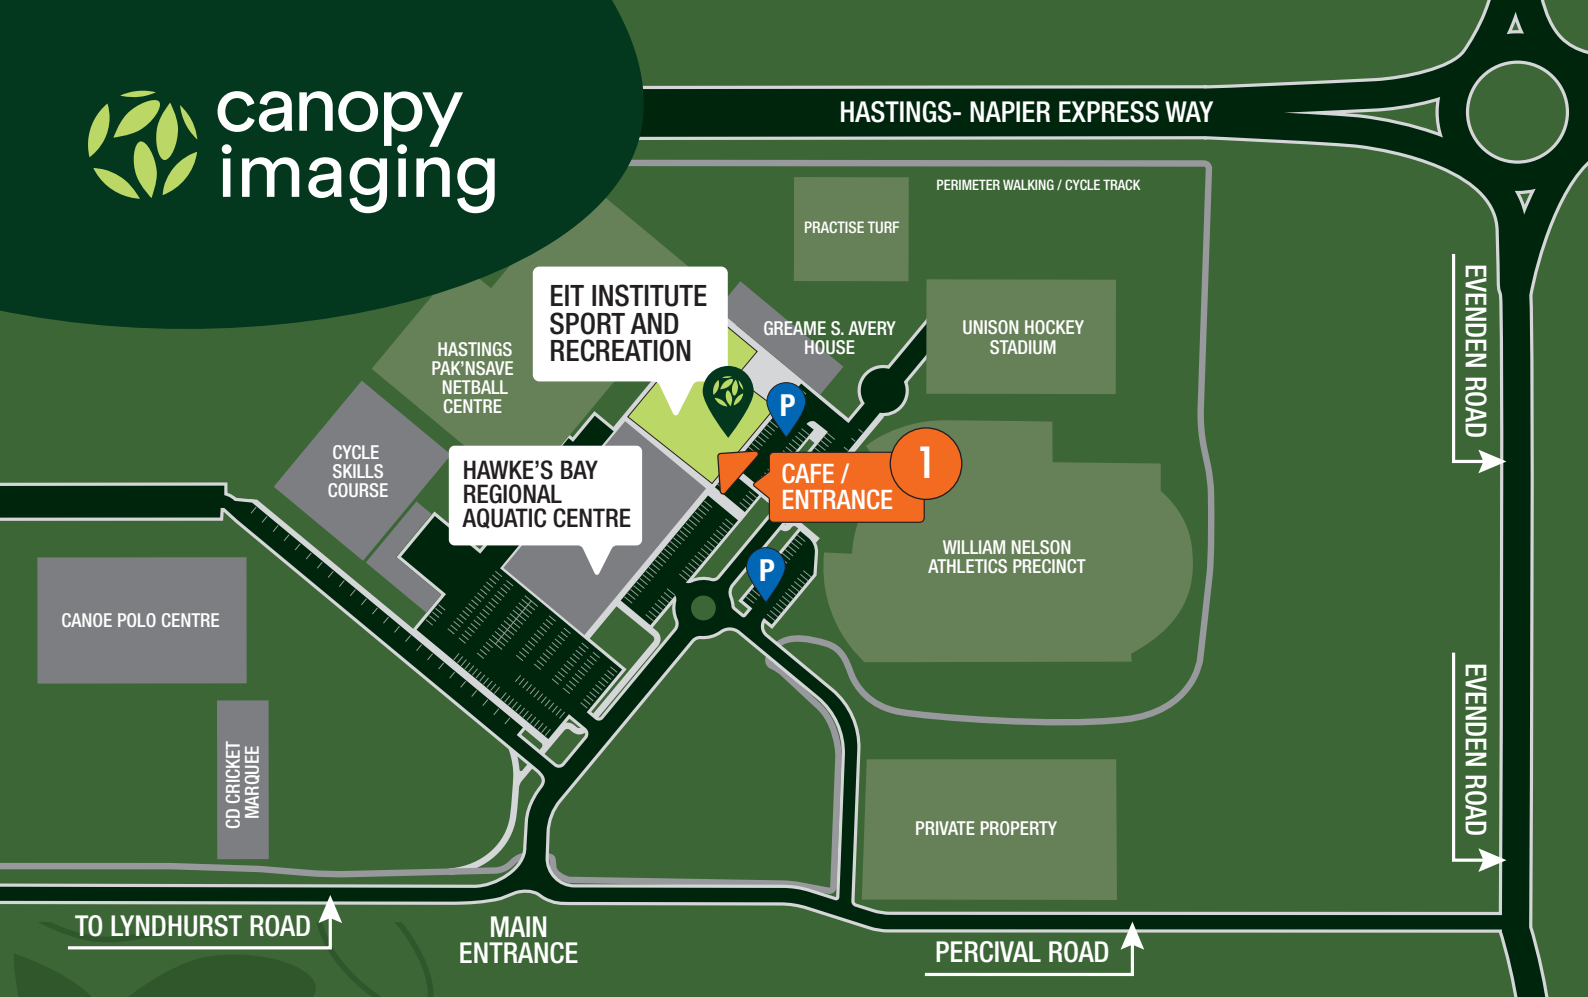 canopy
imaging
HASTINGS- NAPIER EXPRESS WAY
PERIMETER WALKING / CYCLE TRACK
PRACTISE TURF
EIT INSTITUTE
SPORT AND
RECREATION
GREAME S. AVERY
HOUSE
UNISON HOCKEY
STADIUM
EVENDEN ROAD
HASTINGS
PAK'NSAVE
NETBALL
CENTRE
P
CYCLE
SKILLS
COURSE
HAWKE'S BAY
REGIONAL
AQUATIC CENTRE
CAFE /
ENTRANCE
1
WILLIAM NELSON
ATHLETICS PRECINCT
P
CANOE POLO CENTRE
CD CRICKET
MARQUEE
PRIVATE PROPERTY
EVENDEN ROAD
TO LYNDHURST ROAD
MAIN
ENTRANCE
PERCIVAL ROAD